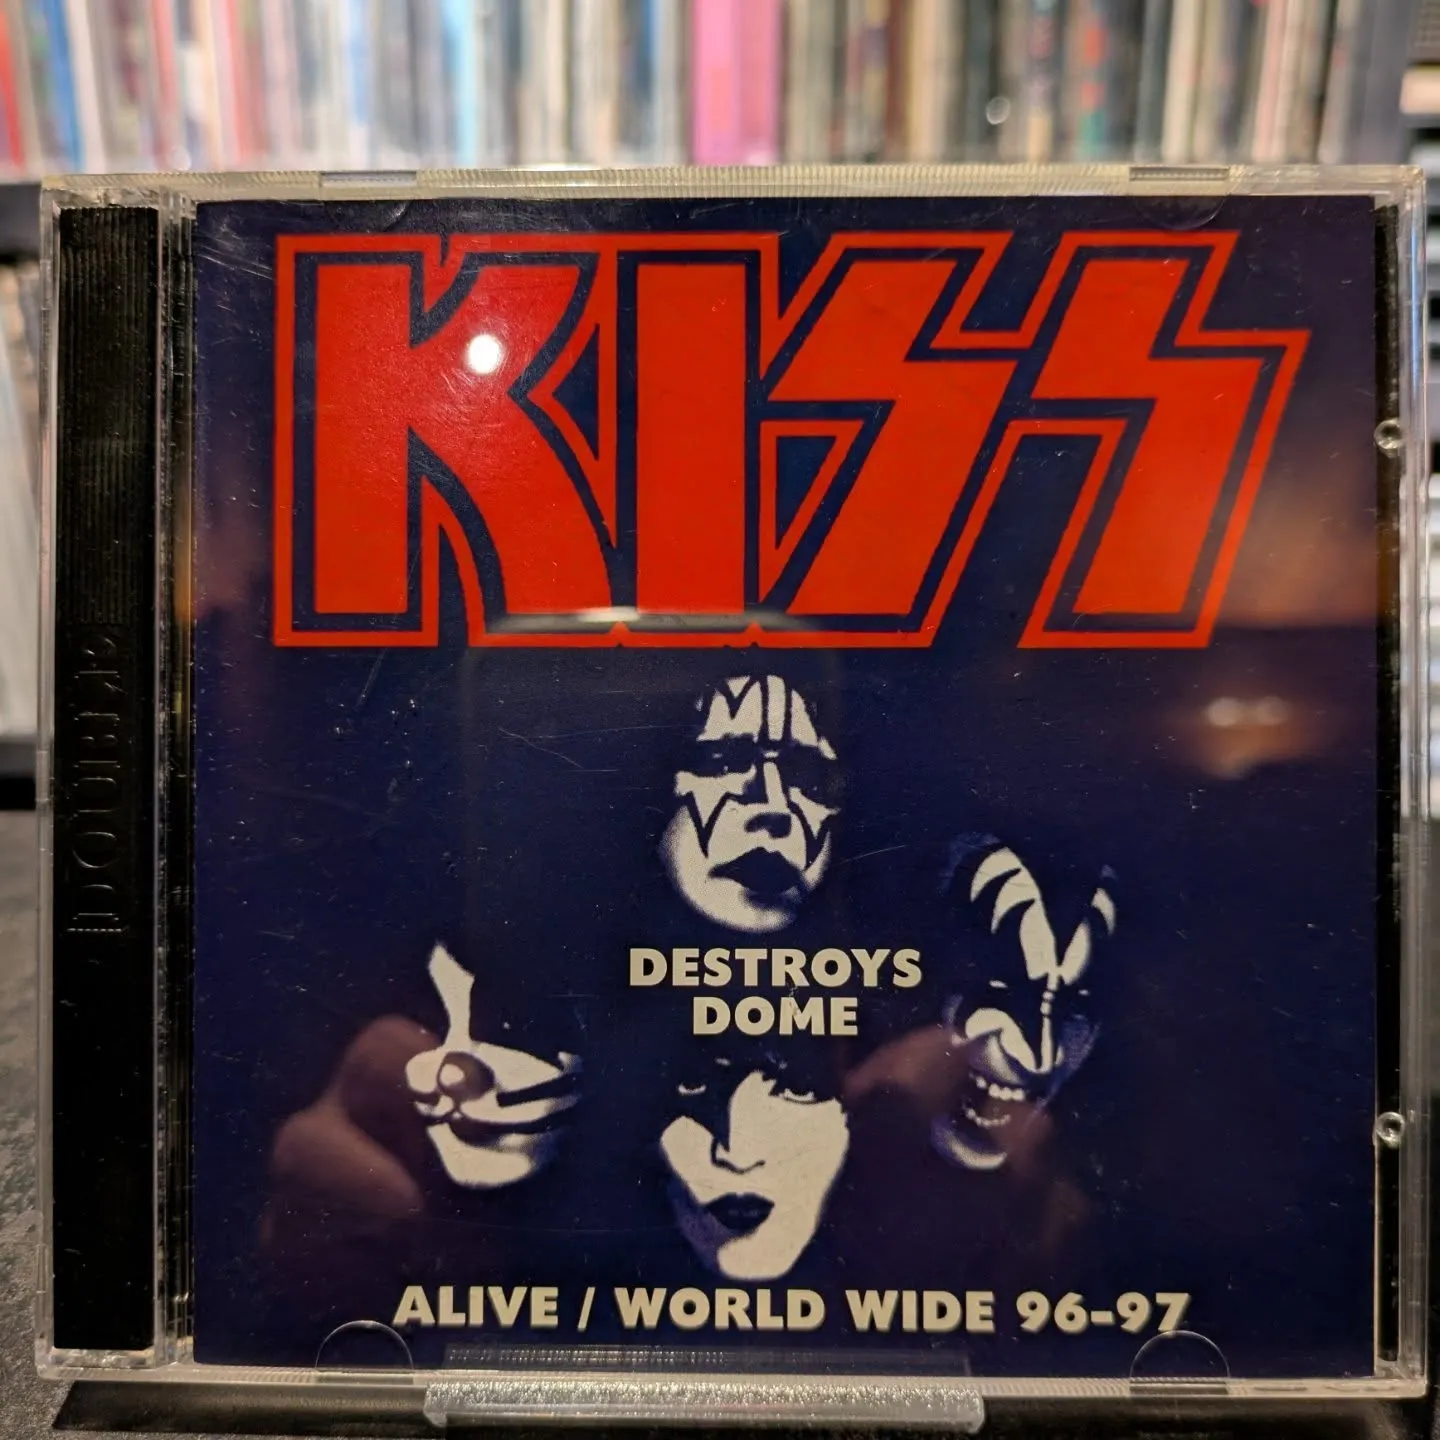 KISS
DESTROYS
DOME
ALIVE / WORLD WIDE 96-97
DOUBLE